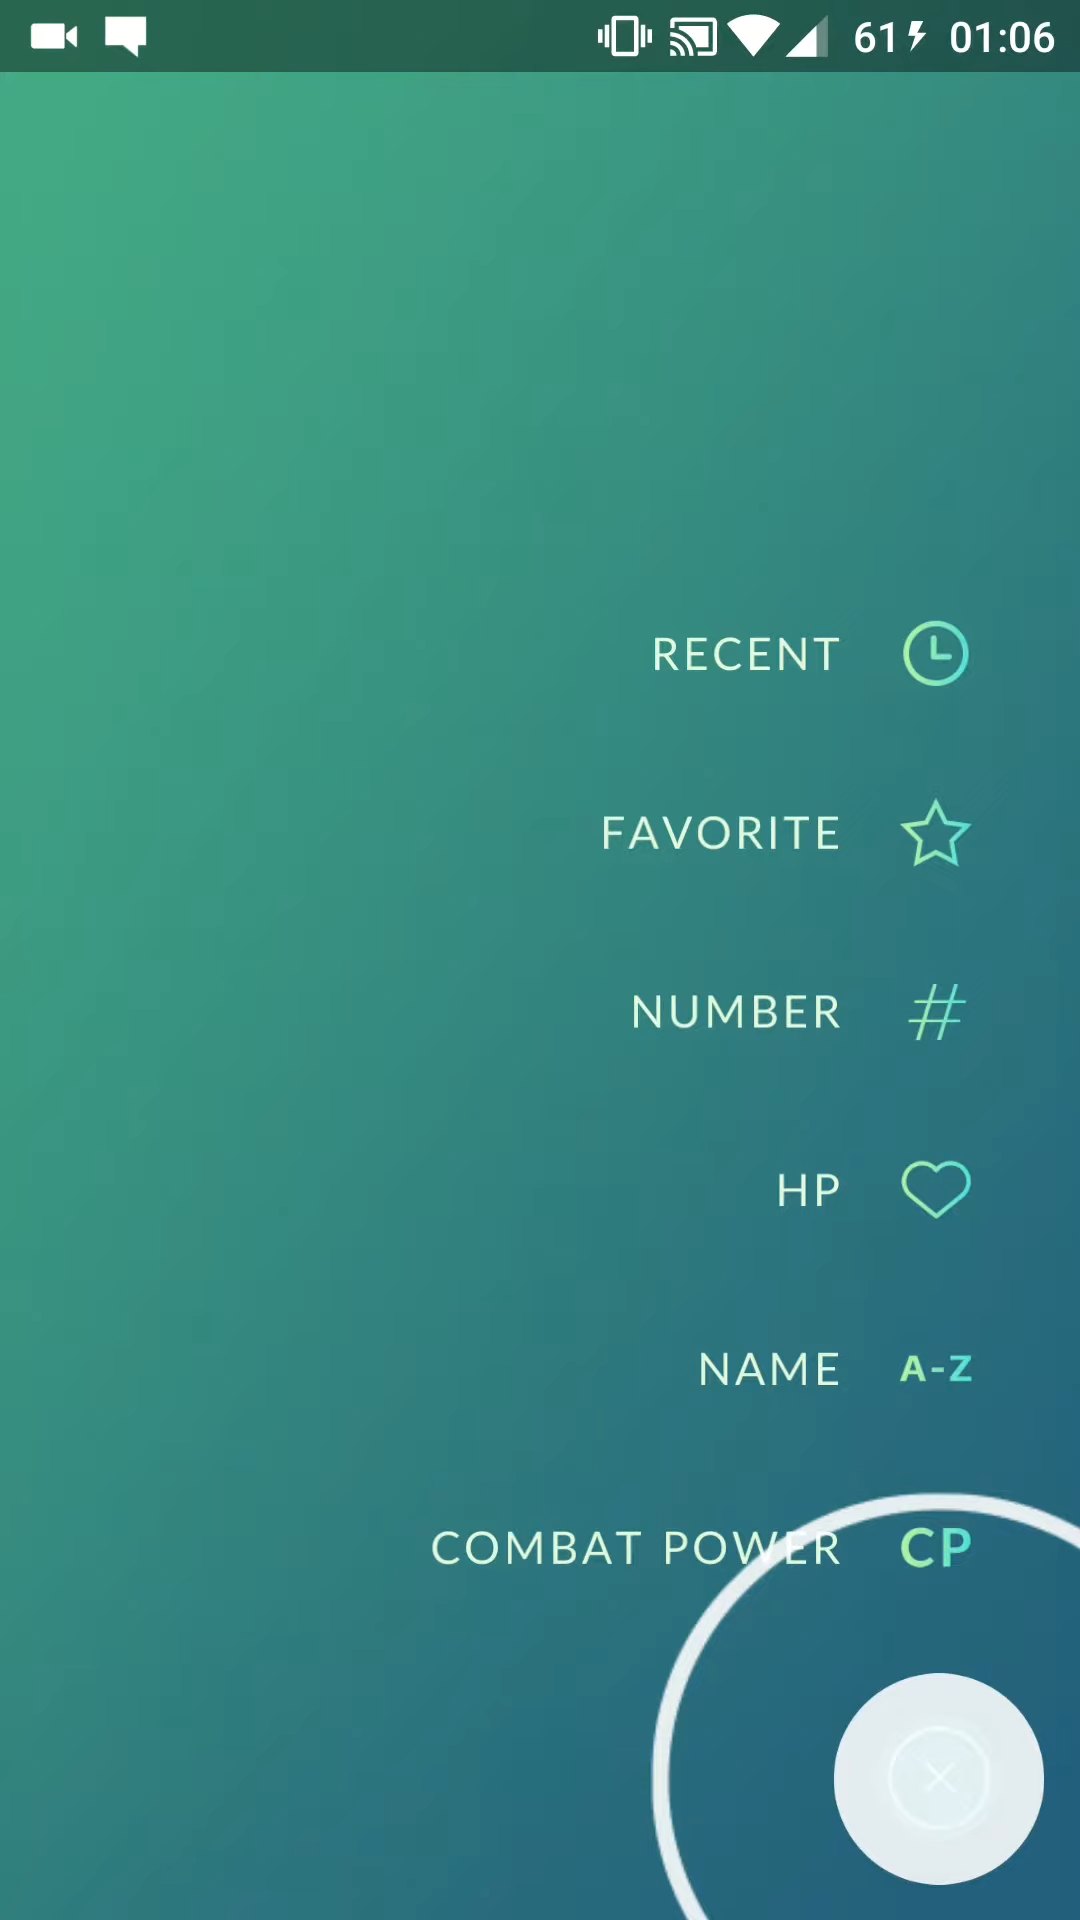 61 01:06
RECENT
FAVORITE
NUMBER #
HP
NAME A-Z
COMBAT POWER CP